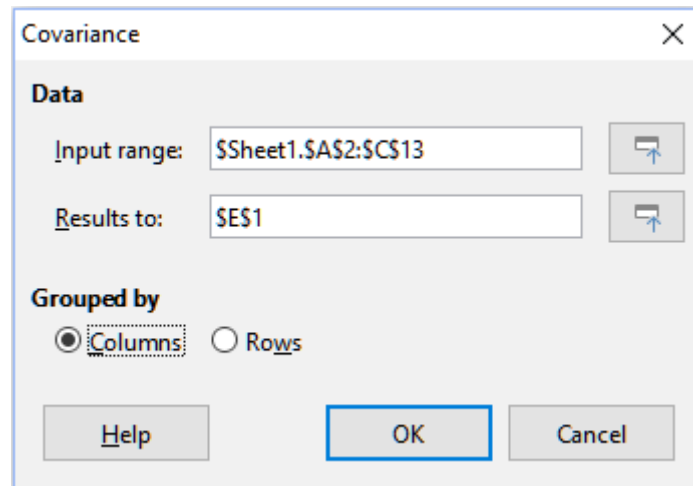 Covariance
Data
Input range: $Sheet1.$A$2:$C$13
Results to: $E$1
Grouped by
Columns Rows
Help OK Cancel